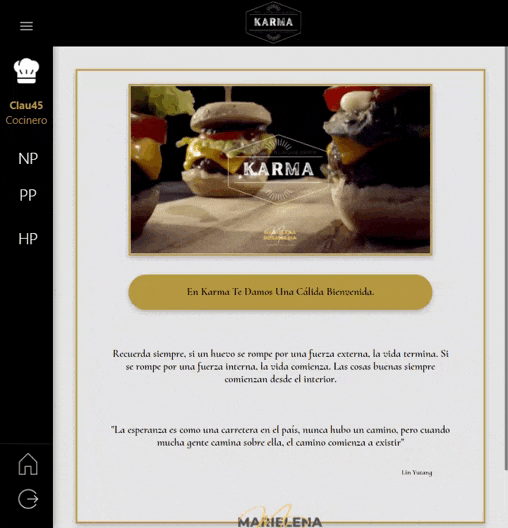 KARMA
Clau45
Cocinero
NP
PP
HP
KARMA
En Karma Te Damos Una Cálida Bienvenida.
Recuerda siempre, si un huevo se rompe por una fuerza externa, la vida termina. Si
se rompe por una fuerza interna, la vida comienza. Las cosas buenas siempre
comienzan desde el interior.
"La esperanza es como una carretera en el país, nunca hubo un camino, pero cuando
mucha gente camina sobre ella, el camino comienza a existir"
Lin Yutang
MARIELENA